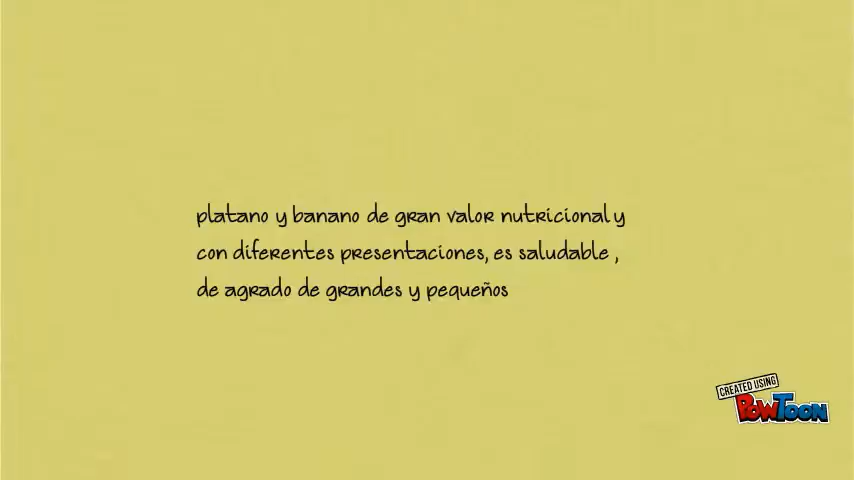 platano y banano de gran valor nutricional y
con diferentes presentaciones, es saludable ,
de agrado de grandes y pequeños
CREATED USING
POWTOON